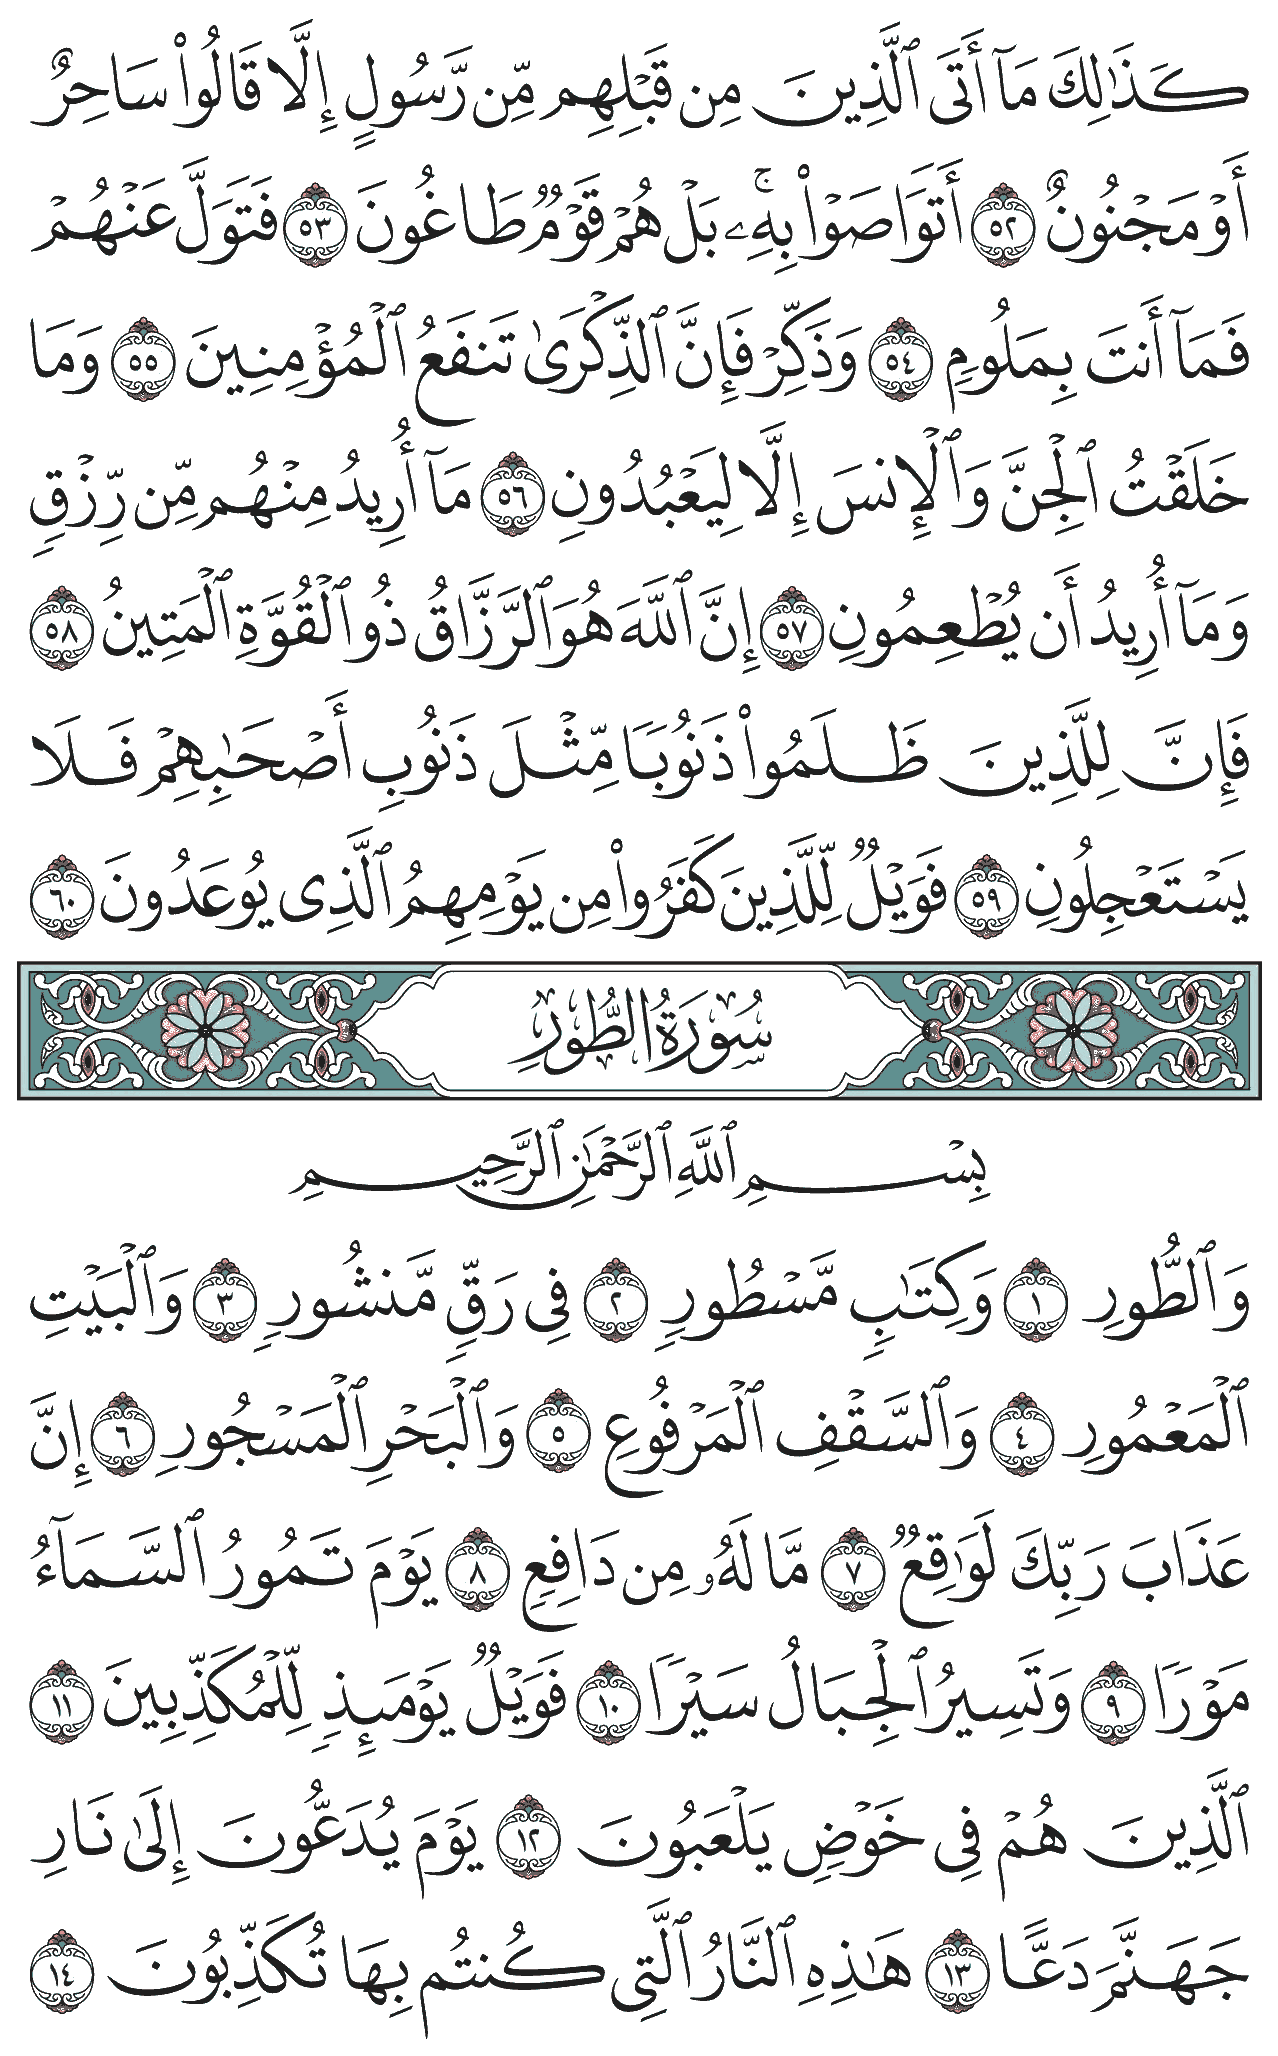 كَذَٰلِكَ مَآ أَتَى ٱلَّذِينَ مِن قَبْلِهِم مِّن رَّسُولٍ إِلَّا قَالُوا۟ سَاحِرٌ
أَوْ مَجْنُونٌ ٥٢ أَتَوَاصَوْا۟ بِهِۦ ۚ بَلْ هُمْ قَوْمٌ طَاغُونَ ٥٣ فَتَوَلَّ عَنْهُمْ
فَمَآ أَنتَ بِمَلُومٍ ٥٤ وَذَكِّرْ فَإِنَّ ٱلذِّكْرَىٰ تَنفَعُ ٱلْمُؤْمِنِينَ ٥٥ وَمَا
خَلَقْتُ ٱلْجِنَّ وَٱلْإِنسَ إِلَّا لِيَعْبُدُونِ ٥٦ مَآ أُرِيدُ مِنْهُم مِّن رِّزْقٍ
وَمَآ أُرِيدُ أَن يُطْعِمُونِ ٥٧ إِنَّ ٱللَّهَ هُوَ ٱلرَّزَّاقُ ذُو ٱلْقُوَّةِ ٱلْمَتِينُ ٥٨
فَإِنَّ لِلَّذِينَ ظَلَمُوا۟ ذَنُوبًا مِّثْلَ ذَنُوبِ أَصْحَٰبِهِمْ فَلَا
يَسْتَعْجِلُونِ ٥٩ فَوَيْلٌ لِّلَّذِينَ كَفَرُوا۟ مِن يَوْمِهِمُ ٱلَّذِى يُوعَدُونَ ٦٠
سُورَةُ الطُّورِ
بِسْمِ ٱللَّهِ ٱلرَّحْمَٰنِ ٱلرَّحِيمِ
وَٱلطُّورِ ١ وَكِتَٰبٍ مَّسْطُورٍ ٢ فِى رَقٍّ مَّنشُورٍ ٣ وَٱلْبَيْتِ
ٱلْمَعْمُورِ ٤ وَٱلسَّقْفِ ٱلْمَرْفُوعِ ٥ وَٱلْبَحْرِ ٱلْمَسْجُورِ ٦ إِنَّ
عَذَابَ رَبِّكَ لَوَٰقِعٌ ٧ مَّا لَهُۥ مِن دَافِعٍ ٨ يَوْمَ تَمُورُ ٱلسَّمَآءُ
مَوْرًا ٩ وَتَسِيرُ ٱلْجِبَالُ سَيْرًا ١٠ فَوَيْلٌ يَوْمَئِذٍ لِّلْمُكَذِّبِينَ ١١
ٱلَّذِينَ هُمْ فِى خَوْضٍ يَلْعَبُونَ ١٢ يَوْمَ يُدَعُّونَ إِلَىٰ نَارِ
جَهَنَّمَ دَعًّا ١٣ هَٰذِهِ ٱلنَّارُ ٱلَّتِى كُنتُم بِهَا تُكَذِّبُونَ ١٤